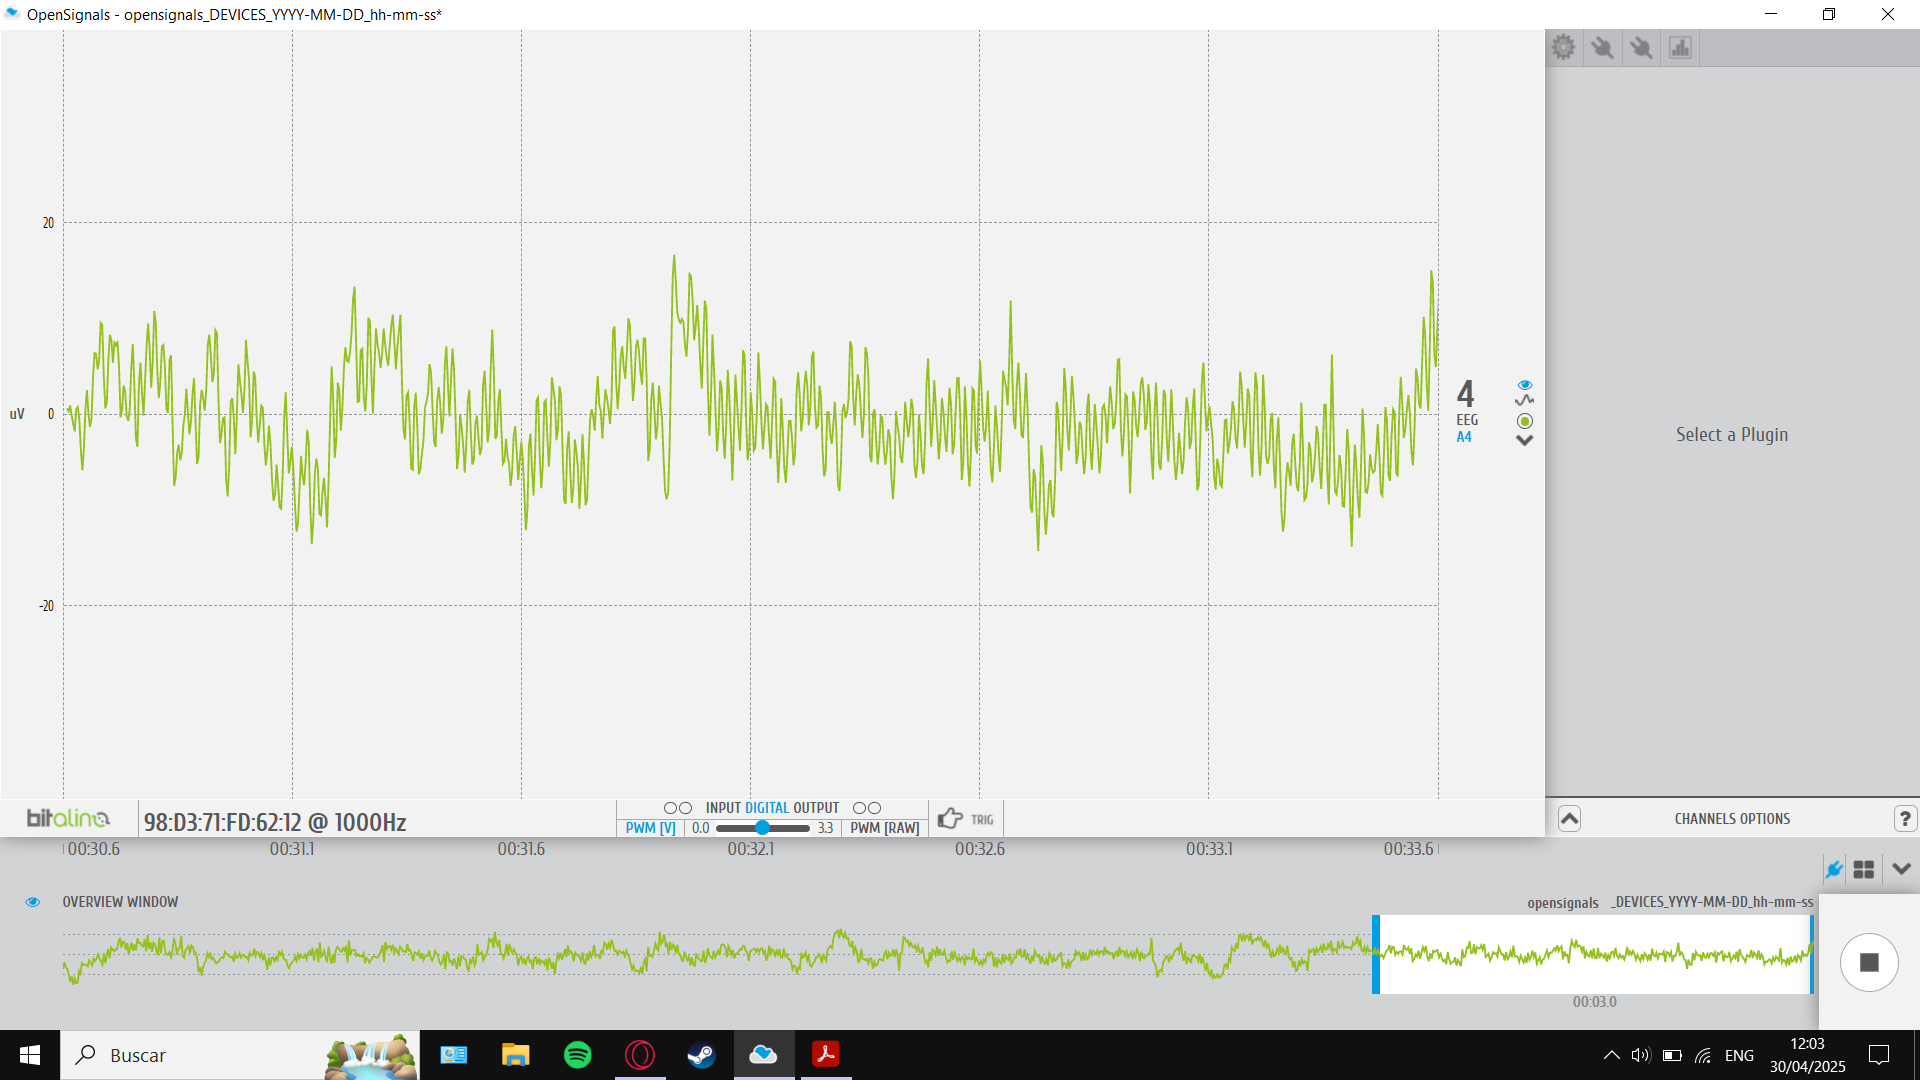 OpenSignals - opensignals_DEVICES_YYYY-MM-DD_hh-mm-ss*
20
uV 0
-20
4
EEG
A4
Select a Plugin
bitalino
98:D3:71:FD:62:12 @ 1000Hz
INPUT DIGITAL OUTPUT
PWM [V] 0.0 3.3 PWM [RAW]
TRIG
CHANNELS OPTIONS
?
00:30.6 00:31.1 00:31.6 00:32.1 00:32.6 00:33.1 00:33.6
OVERVIEW WINDOW
opensignals _DEVICES_YYYY-MM-DD_hh-mm-ss
00:03.0
Buscar
ENG
12:03
30/04/2025